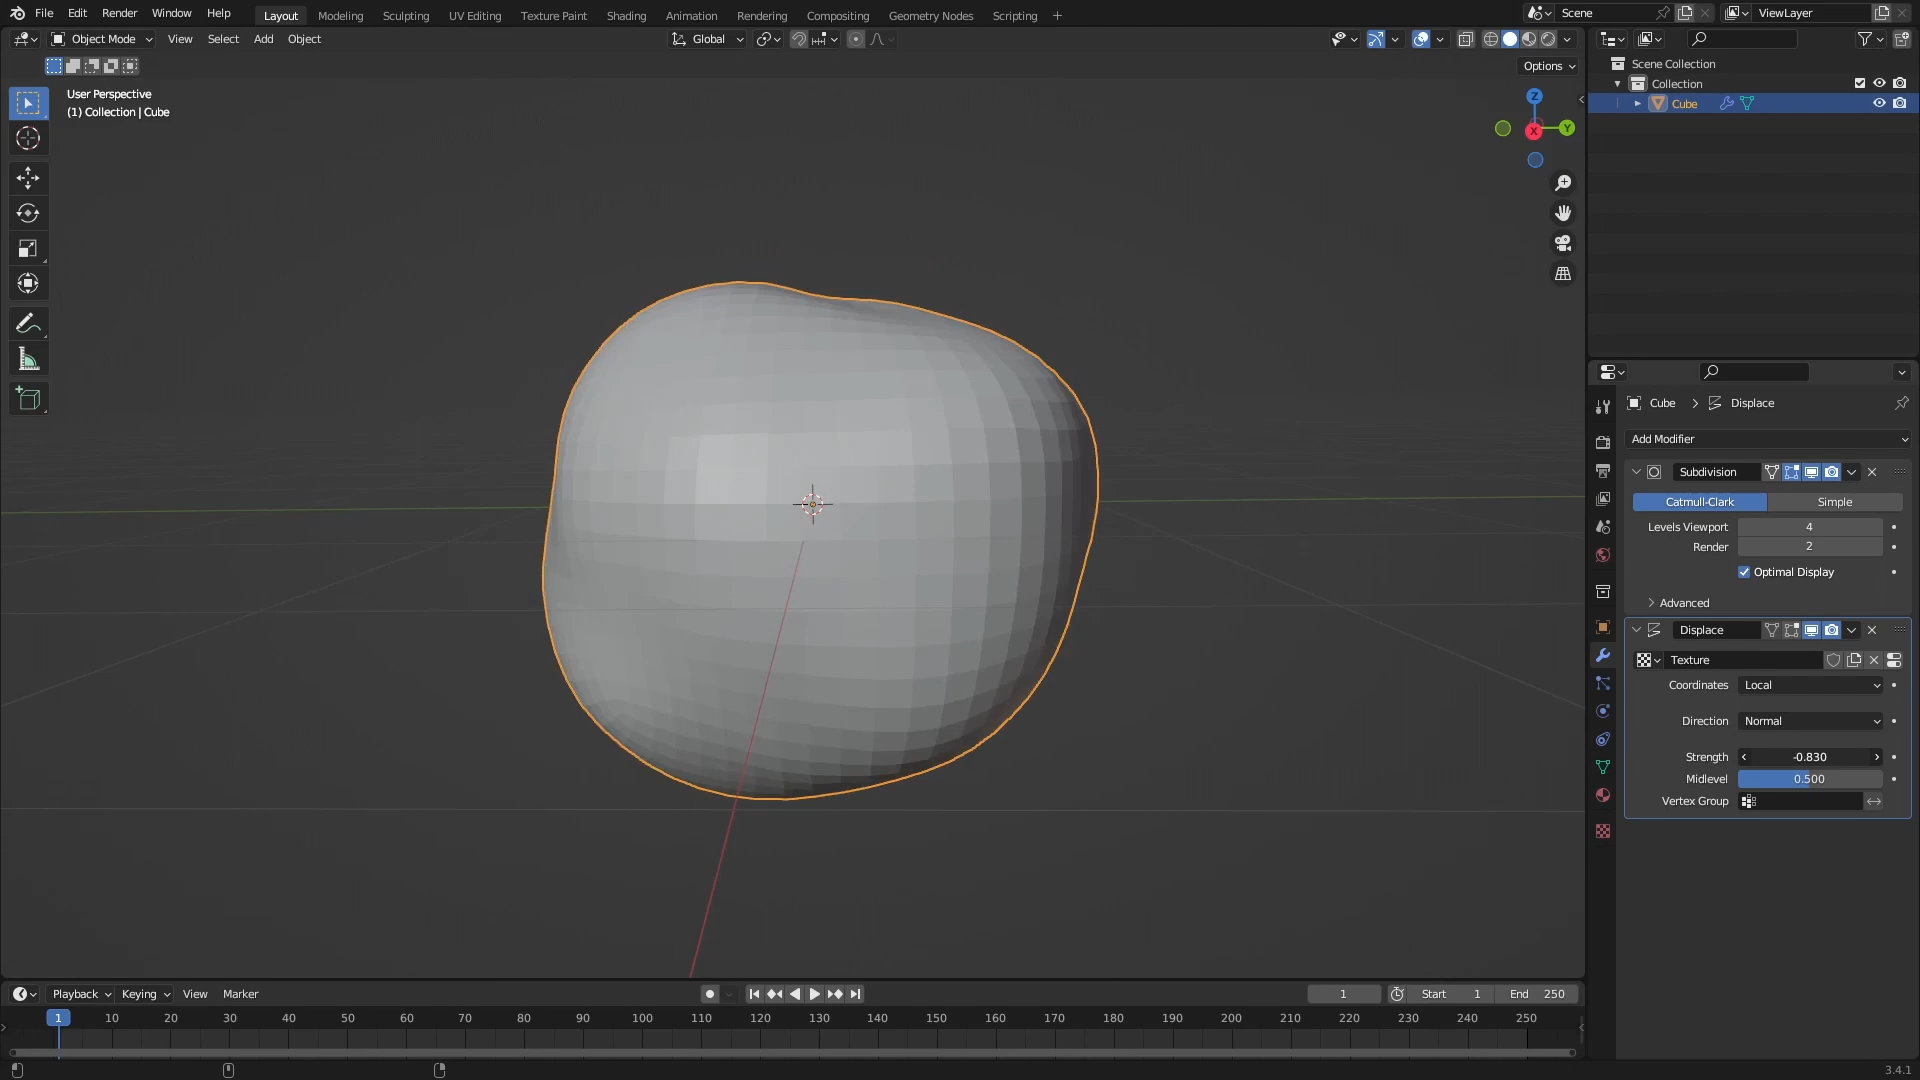 File Edit Render Window Help Layout Modeling Sculpting UV Editing Texture Paint Shading Animation Rendering Compositing Geometry Nodes Scripting + Scene ViewLayer
Object Mode View Select Add Object Global
Options
User Perspective
(1) Collection | Cube
Z
Y
X
Scene Collection
Collection
Cube
Cube > Displace
Add Modifier
Subdivision
Catmull-Clark Simple
Levels Viewport 4
Render 2
Optimal Display
Advanced
Displace
Texture
Coordinates Local
Direction Normal
Strength -0.830
Midlevel 0.500
Vertex Group
Playback Keying View Marker 1 Start 1 End 250
1 10 20 30 40 50 60 70 80 90 100 110 120 130 140 150 160 170 180 190 200 210 220 230 240 250
3.4.1